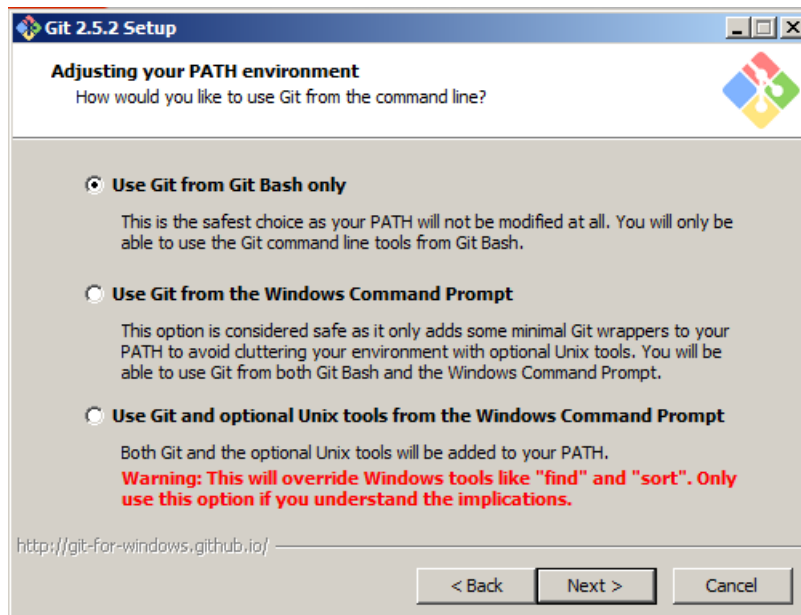 Git 2.5.2 Setup
Adjusting your PATH environment
How would you like to use Git from the command line?
Use Git from Git Bash only
This is the safest choice as your PATH will not be modified at all. You will only be
able to use the Git command line tools from Git Bash.
Use Git from the Windows Command Prompt
This option is considered safe as it only adds some minimal Git wrappers to your
PATH to avoid cluttering your environment with optional Unix tools. You will be
able to use Git from both Git Bash and the Windows Command Prompt.
Use Git and optional Unix tools from the Windows Command Prompt
Both Git and the optional Unix tools will be added to your PATH.
Warning: This will override Windows tools like "find" and "sort". Only
use this option if you understand the implications.
http://git-for-windows.github.io/
< Back Next > Cancel